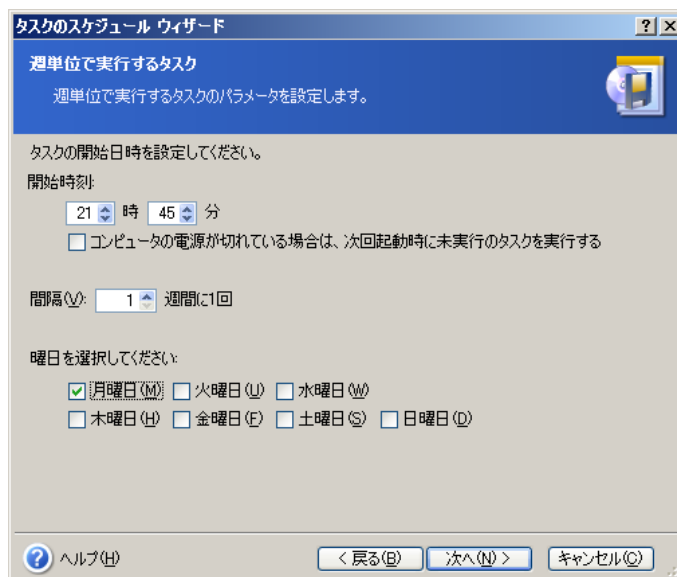 タスクのスケジュール ウィザード
週単位で実行するタスク
週単位で実行するタスクのパラメータを設定します。
タスクの開始日時を設定してください。
開始時刻:
21 時 45 分
コンピュータの電源が切れている場合は、次回起動時に未実行のタスクを実行する
間隔(V): 1 週間に1回
曜日を選択してください:
月曜日(M) 火曜日(U) 水曜日(W)
木曜日(H) 金曜日(F) 土曜日(S) 日曜日(D)
ヘルプ(H) < 戻る(B) 次へ(N) > キャンセル(C)